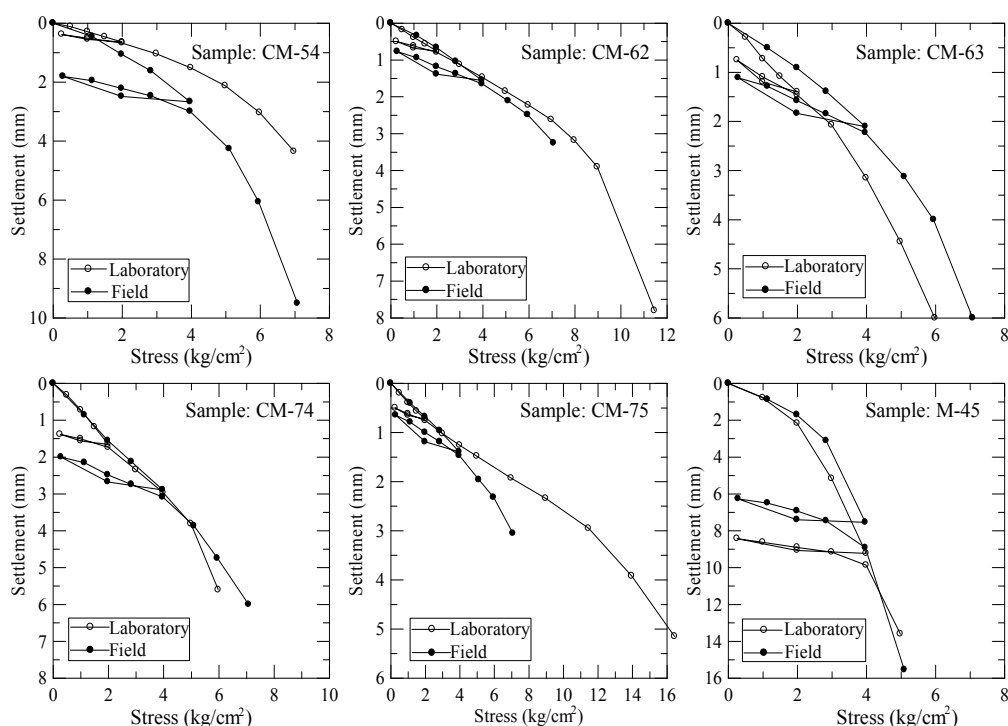 0
2
4
6
8
10
Settlement (mm)
Sample: CM-54
Laboratory
Field
0 2 4 6 8 10
Stress (kg/cm²)
0
1
2
3
4
5
6
7
8
Settlement (mm)
Sample: CM-62
Laboratory
Field
0 2 4 6 8 10 12
Stress (kg/cm²)
0
1
2
3
4
5
6
Settlement (mm)
Sample: CM-63
Laboratory
Field
0 2 4 6 8
Stress (kg/cm²)
0
1
2
3
4
5
6
7
8
Settlement (mm)
Sample: CM-74
Laboratory
Field
0 2 4 6 8 10
Stress (kg/cm²)
0
1
2
3
4
5
6
Settlement (mm)
Sample: CM-75
Laboratory
Field
0 2 4 6 8 10 12 14 16
Stress (kg/cm²)
0
2
4
6
8
10
12
14
16
Settlement (mm)
Sample: M-45
Laboratory
Field
0 2 4 6 8
Stress (kg/cm²)